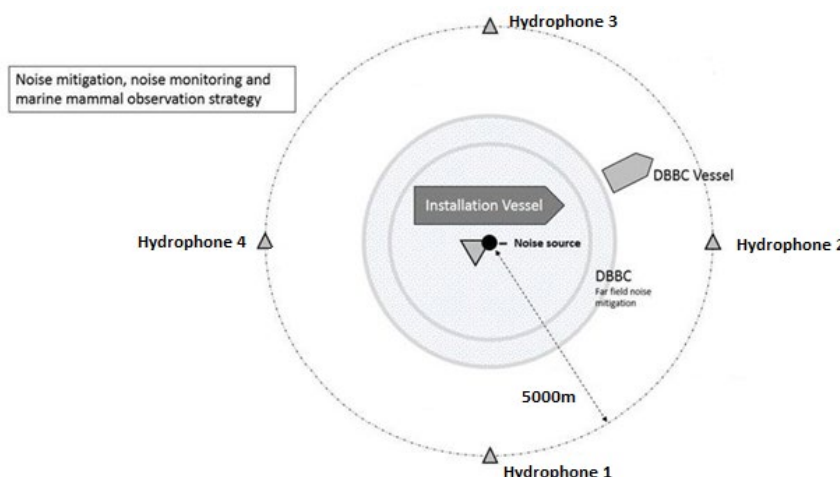 Hydrophone 3
Noise mitigation, noise monitoring and
marine mammal observation strategy
DBBC Vessel
Installation Vessel
Hydrophone 4
Noise source
Hydrophone 2
DBBC
Far field noise
mitigation
5000m
Hydrophone 1